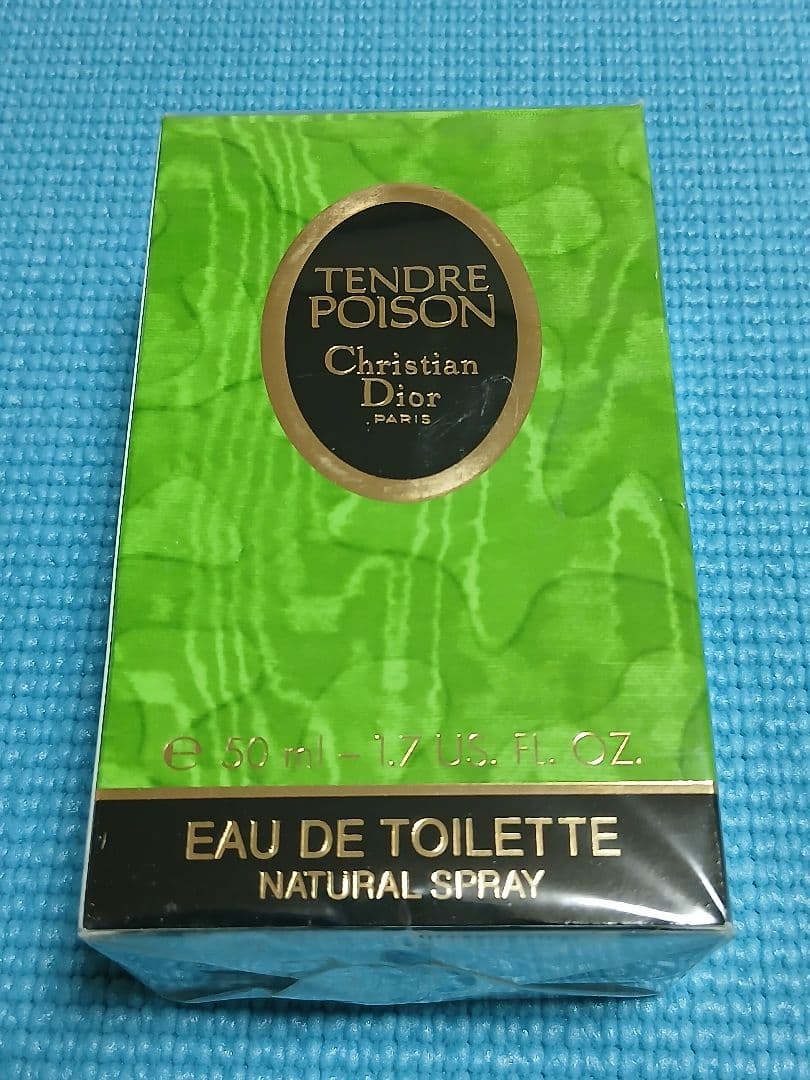 TENDRE
POISON
Christian
Dior
PARIS
℮ 50 ml - 1.7 US. FL. OZ.
EAU DE TOILETTE
NATURAL SPRAY